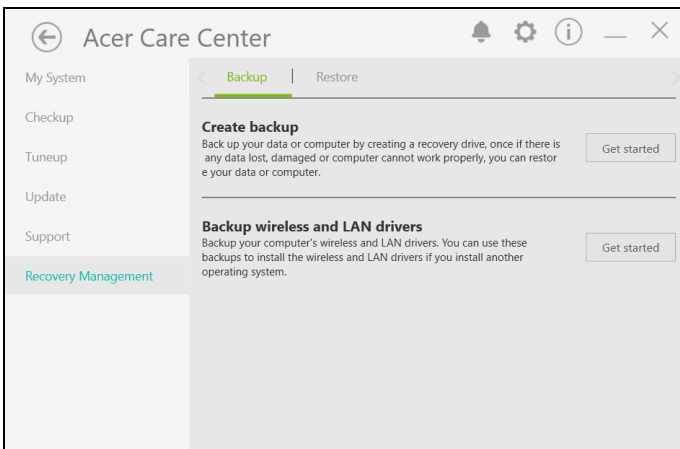 Acer Care Center
My System
Checkup
Tuneup
Update
Support
Recovery Management
Backup
Restore
Create backup
Back up your data or computer by creating a recovery drive, once if there is
any data lost, damaged or computer cannot work properly, you can restor
e your data or computer.
Get started
Backup wireless and LAN drivers
Backup your computer's wireless and LAN drivers. You can use these
backups to install the wireless and LAN drivers if you install another
operating system.
Get started